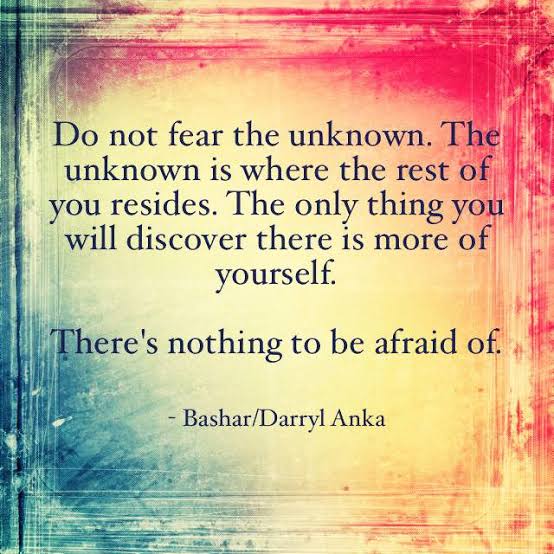 Do not fear the unknown. The
unknown is where the rest of
you resides. The only thing you
will discover there is more of
yourself.
There's nothing to be afraid of.
- Bashar/Darryl Anka